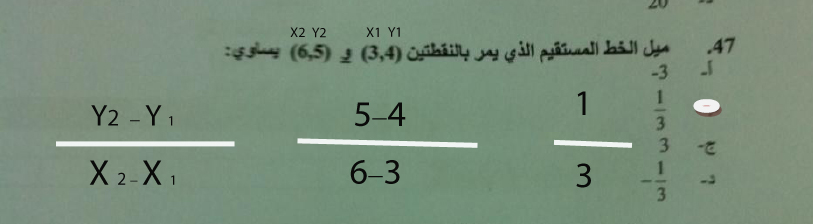 20
X2 Y2 X1 Y1
47. ميل الخط المستقيم الذي يمر بالنقطتين (3,4) و (6,5) يساوي:
أ- -3
1/3
ج- 3
د- -1/3
Y2 – Y1
X2 – X1
5–4
6–3
1
3